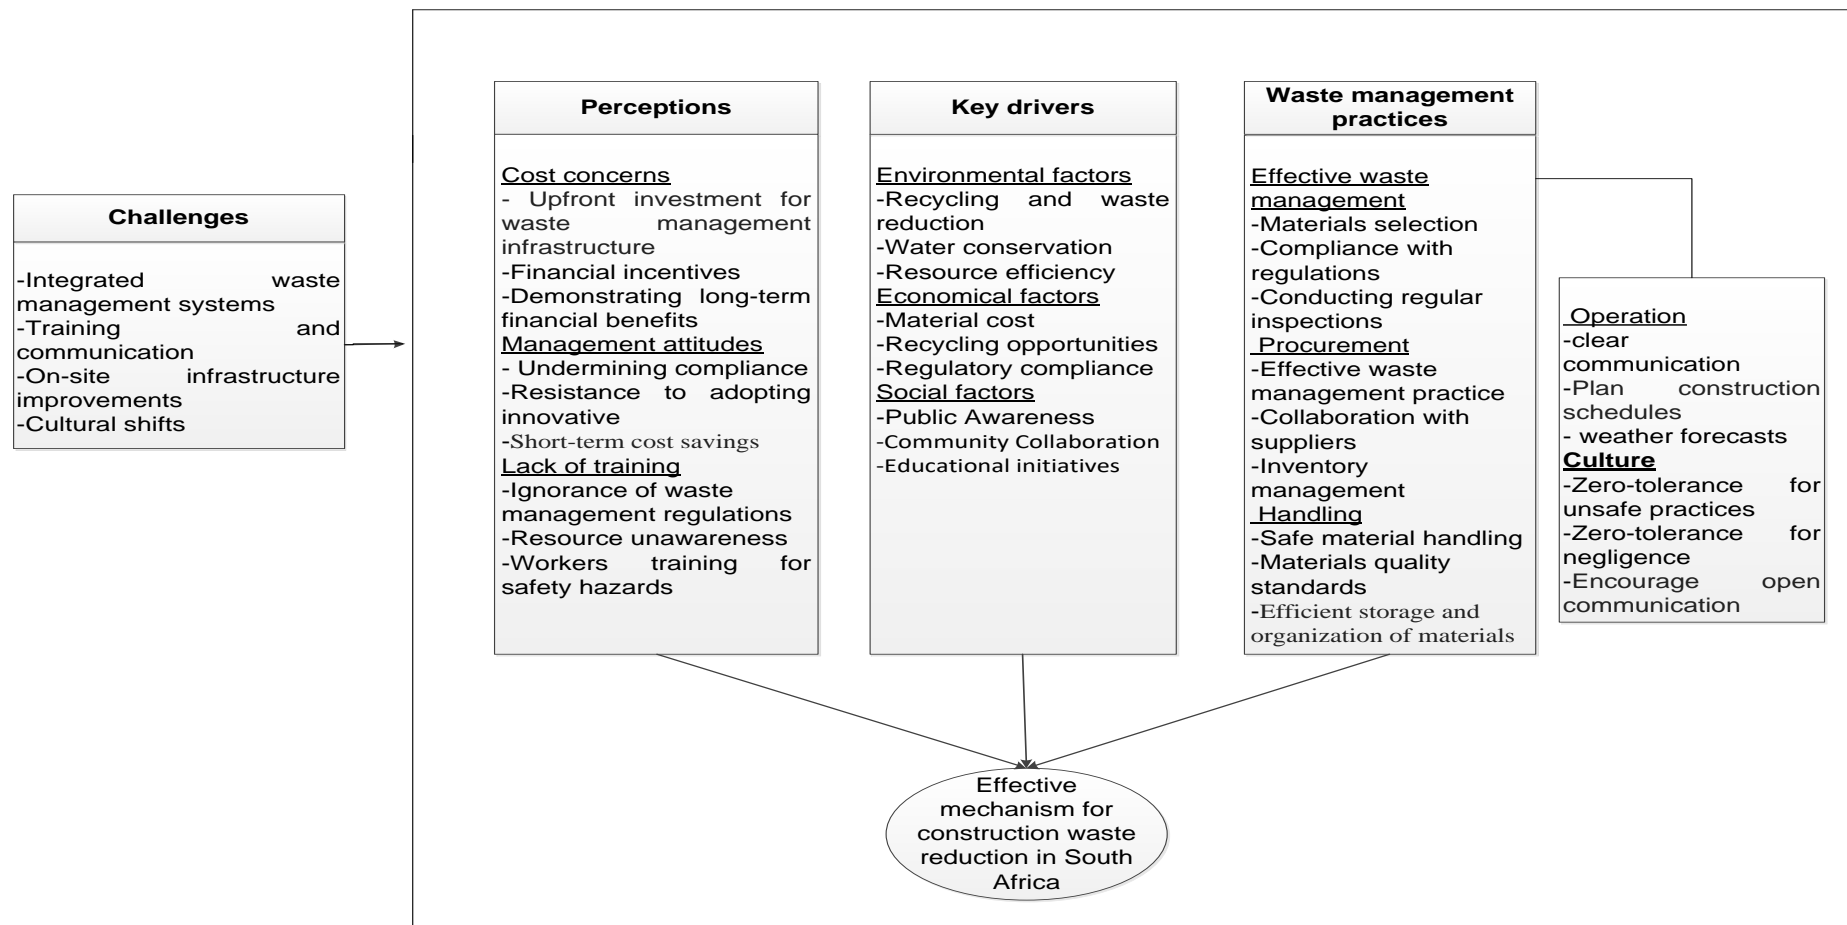 Challenges
-Integrated waste
management systems
-Training and
communication
-On-site infrastructure
improvements
-Cultural shifts
Perceptions
Cost concerns
- Upfront investment for
waste management
infrastructure
-Financial incentives
-Demonstrating long-term
financial benefits
Management attitudes
- Undermining compliance
-Resistance to adopting
innovative
-Short-term cost savings
Lack of training
-Ignorance of waste
management regulations
-Resource unawareness
-Workers training for
safety hazards
Key drivers
Environmental factors
-Recycling and waste
reduction
-Water conservation
-Resource efficiency
Economical factors
-Material cost
-Recycling opportunities
-Regulatory compliance
Social factors
-Public Awareness
-Community Collaboration
-Educational initiatives
Waste management
practices
Effective waste
management
-Materials selection
-Compliance with
regulations
-Conducting regular
inspections
Procurement
-Effective waste
management practice
-Collaboration with
suppliers
-Inventory
management
Handling
-Safe material handling
-Materials quality
standards
-Efficient storage and
organization of materials
Operation
-clear
communication
-Plan construction
schedules
- weather forecasts
Culture
-Zero-tolerance for
unsafe practices
-Zero-tolerance for
negligence
-Encourage open
communication
Effective
mechanism for
construction waste
reduction in South
Africa